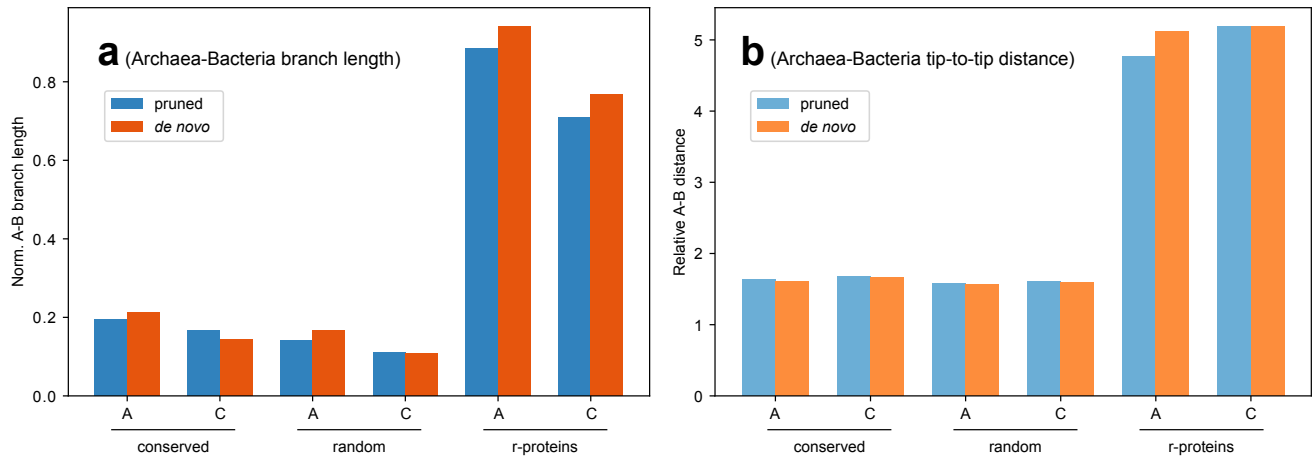 a (Archaea-Bacteria branch length)
pruned
de novo
Norm. A-B branch length
0.8
0.6
0.4
0.2
0.0
A C A C A C
conserved random r-proteins
b (Archaea-Bacteria tip-to-tip distance)
pruned
de novo
Relative A-B distance
5
4
3
2
1
0
A C A C A C
conserved random r-proteins